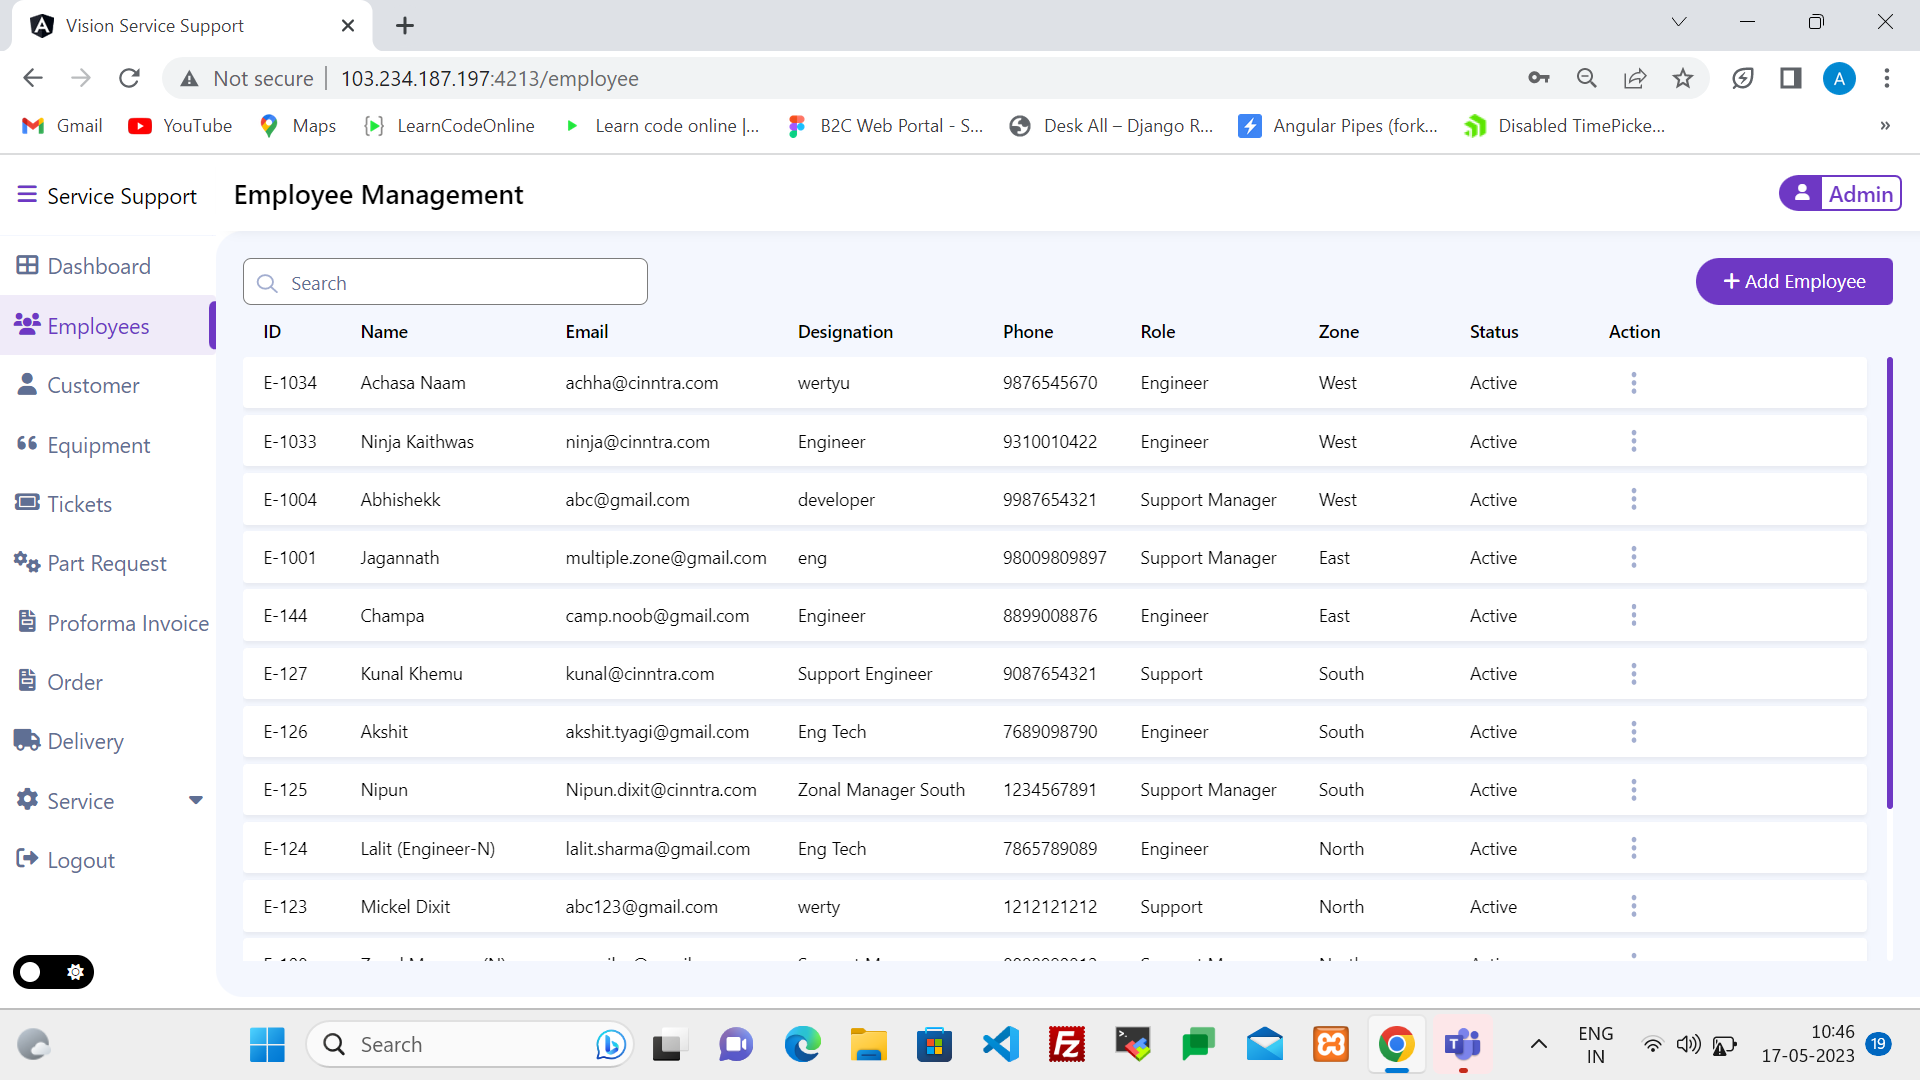 Vision Service Support
Not secure 103.234.187.197:4213/employee
Gmail YouTube Maps LearnCodeOnline Learn code online |... B2C Web Portal - S... Desk All – Django R... Angular Pipes (fork... Disabled TimePicke... »
Service Support Employee Management Admin
Dashboard
Employees
Customer
Equipment
Tickets
Part Request
Proforma Invoice
Order
Delivery
Service
Logout
Search + Add Employee
ID Name Email Designation Phone Role Zone Status Action
E-1034 Achasa Naam achha@cinntra.com wertyu 9876545670 Engineer West Active
E-1033 Ninja Kaithwas ninja@cinntra.com Engineer 9310010422 Engineer West Active
E-1004 Abhishekk abc@gmail.com developer 9987654321 Support Manager West Active
E-1001 Jagannath multiple.zone@gmail.com eng 98009809897 Support Manager East Active
E-144 Champa camp.noob@gmail.com Engineer 8899008876 Engineer East Active
E-127 Kunal Khemu kunal@cinntra.com Support Engineer 9087654321 Support South Active
E-126 Akshit akshit.tyagi@gmail.com Eng Tech 7689098790 Engineer South Active
E-125 Nipun Nipun.dixit@cinntra.com Zonal Manager South 1234567891 Support Manager South Active
E-124 Lalit (Engineer-N) lalit.sharma@gmail.com Eng Tech 7865789089 Engineer North Active
E-123 Mickel Dixit abc123@gmail.com werty 1212121212 Support North Active
Search
ENG
IN
10:46
17-05-2023
19